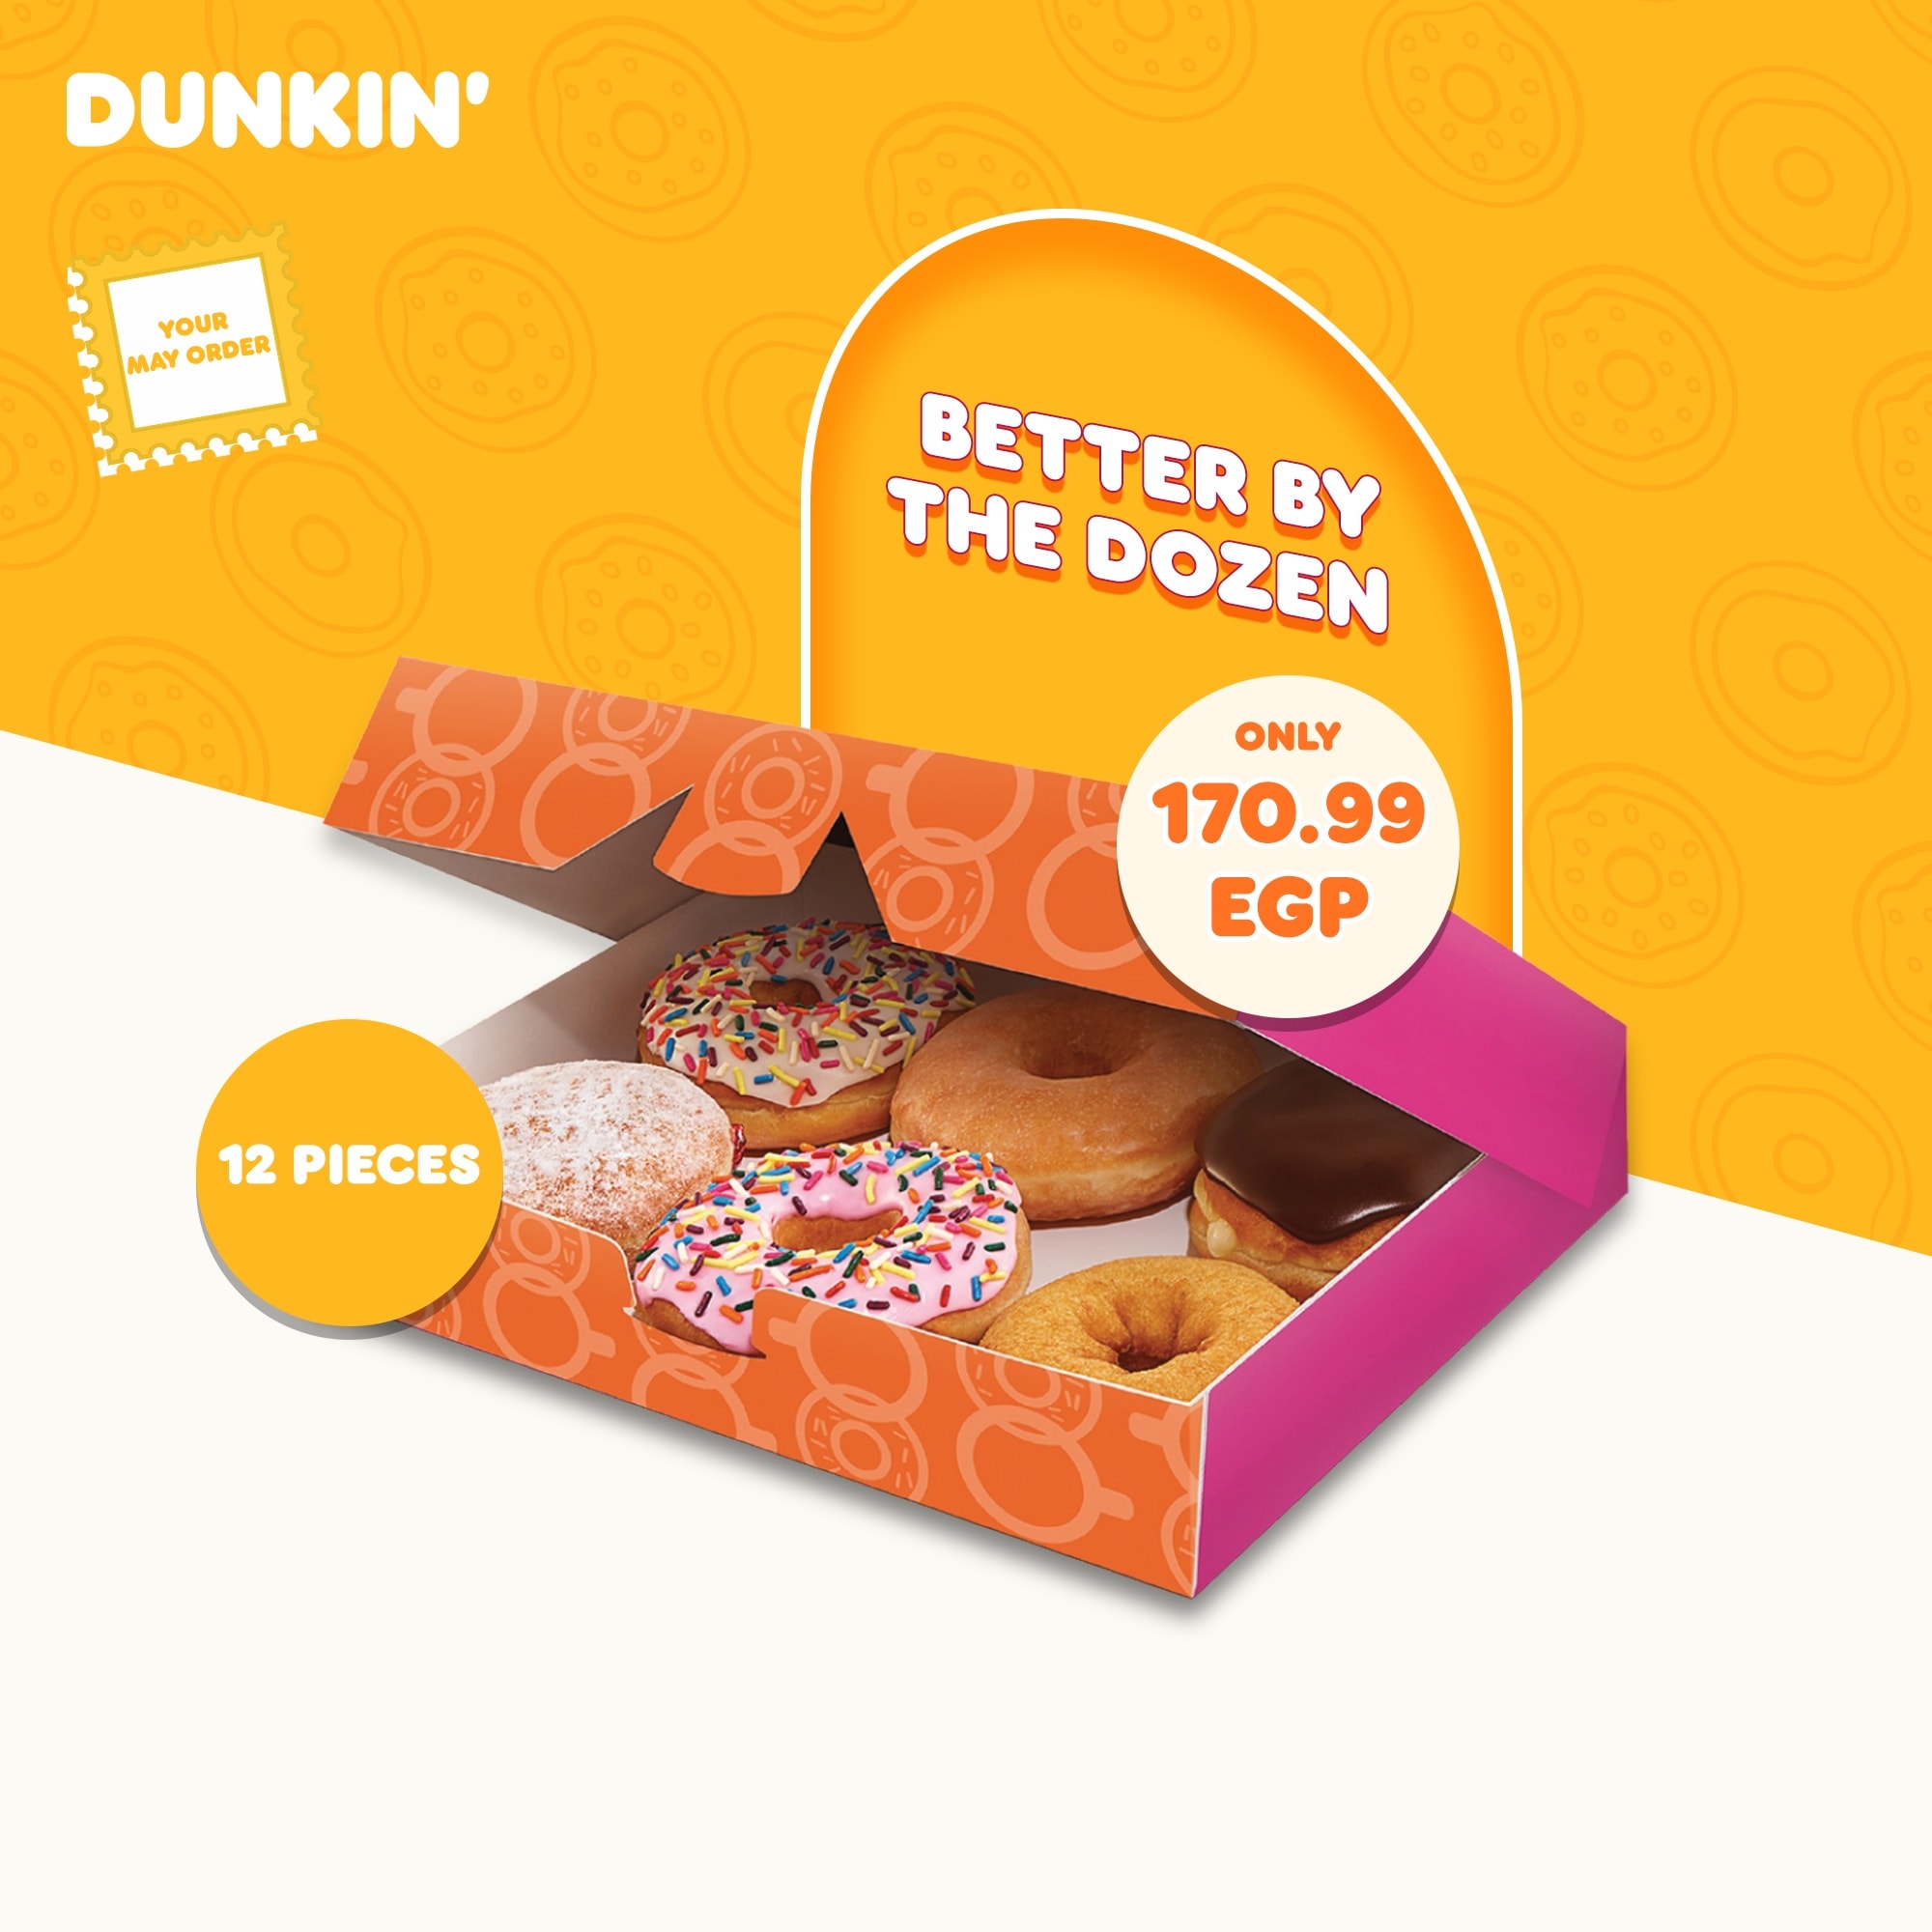 DUNKIN'
YOUR
MAY ORDER
BETTER BY
THE DOZEN
ONLY
170.99
EGP
12 PIECES